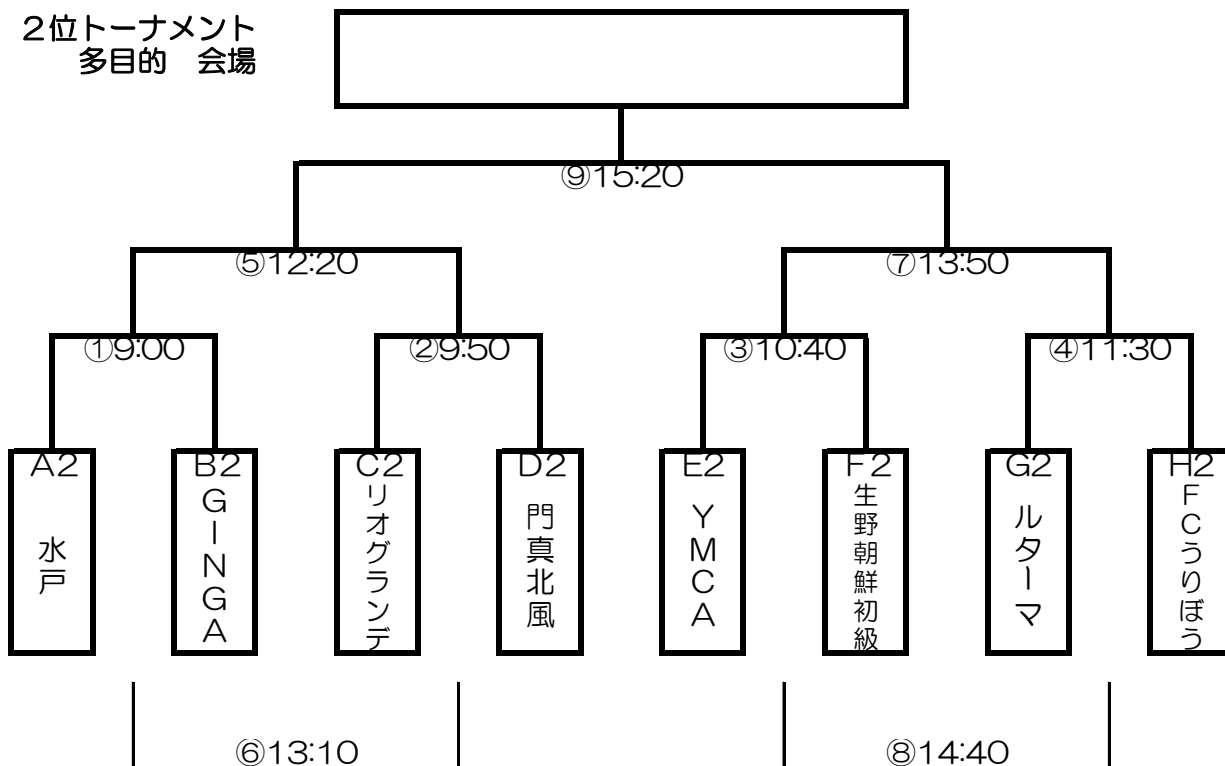 ２位トーナメント
多目的　会場
⑨15:20
⑤12:20
⑦13:50
①9:00
②9:50
③10:40
④11:30
A2
水戸
B2
GINGA
C2
リオグランデ
D2
門真北風
E2
YMCA
F2
生野朝鮮初級
G2
ルターマ
H2
FCうりぼう
⑥13:10
⑧14:40